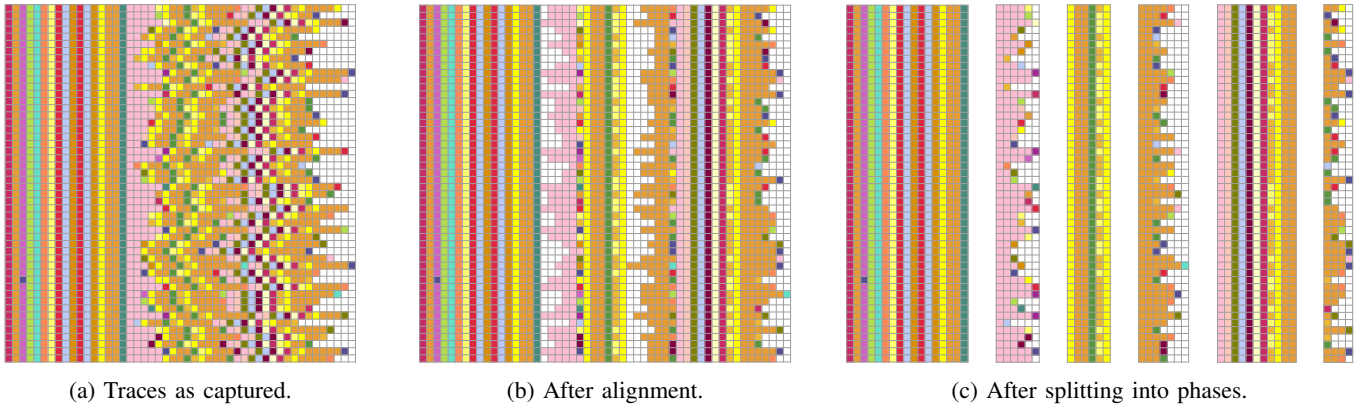 (a) Traces as captured.
(b) After alignment.
(c) After splitting into phases.